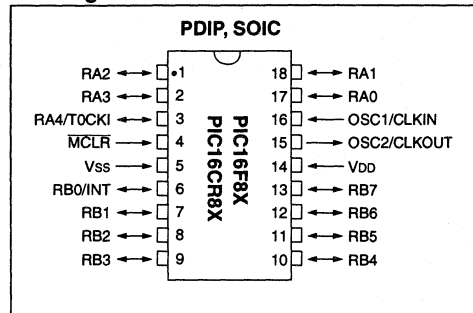 PDIP, SOIC
RA2 •1 18 RA1
RA3 2 17 RA0
RA4/T0CKI 3 16 OSC1/CLKIN
MCLR 4 15 OSC2/CLKOUT
Vss 5 14 VDD
RB0/INT 6 13 RB7
RB1 7 12 RB6
RB2 8 11 RB5
RB3 9 10 RB4
PIC16F8X
PIC16CR8X